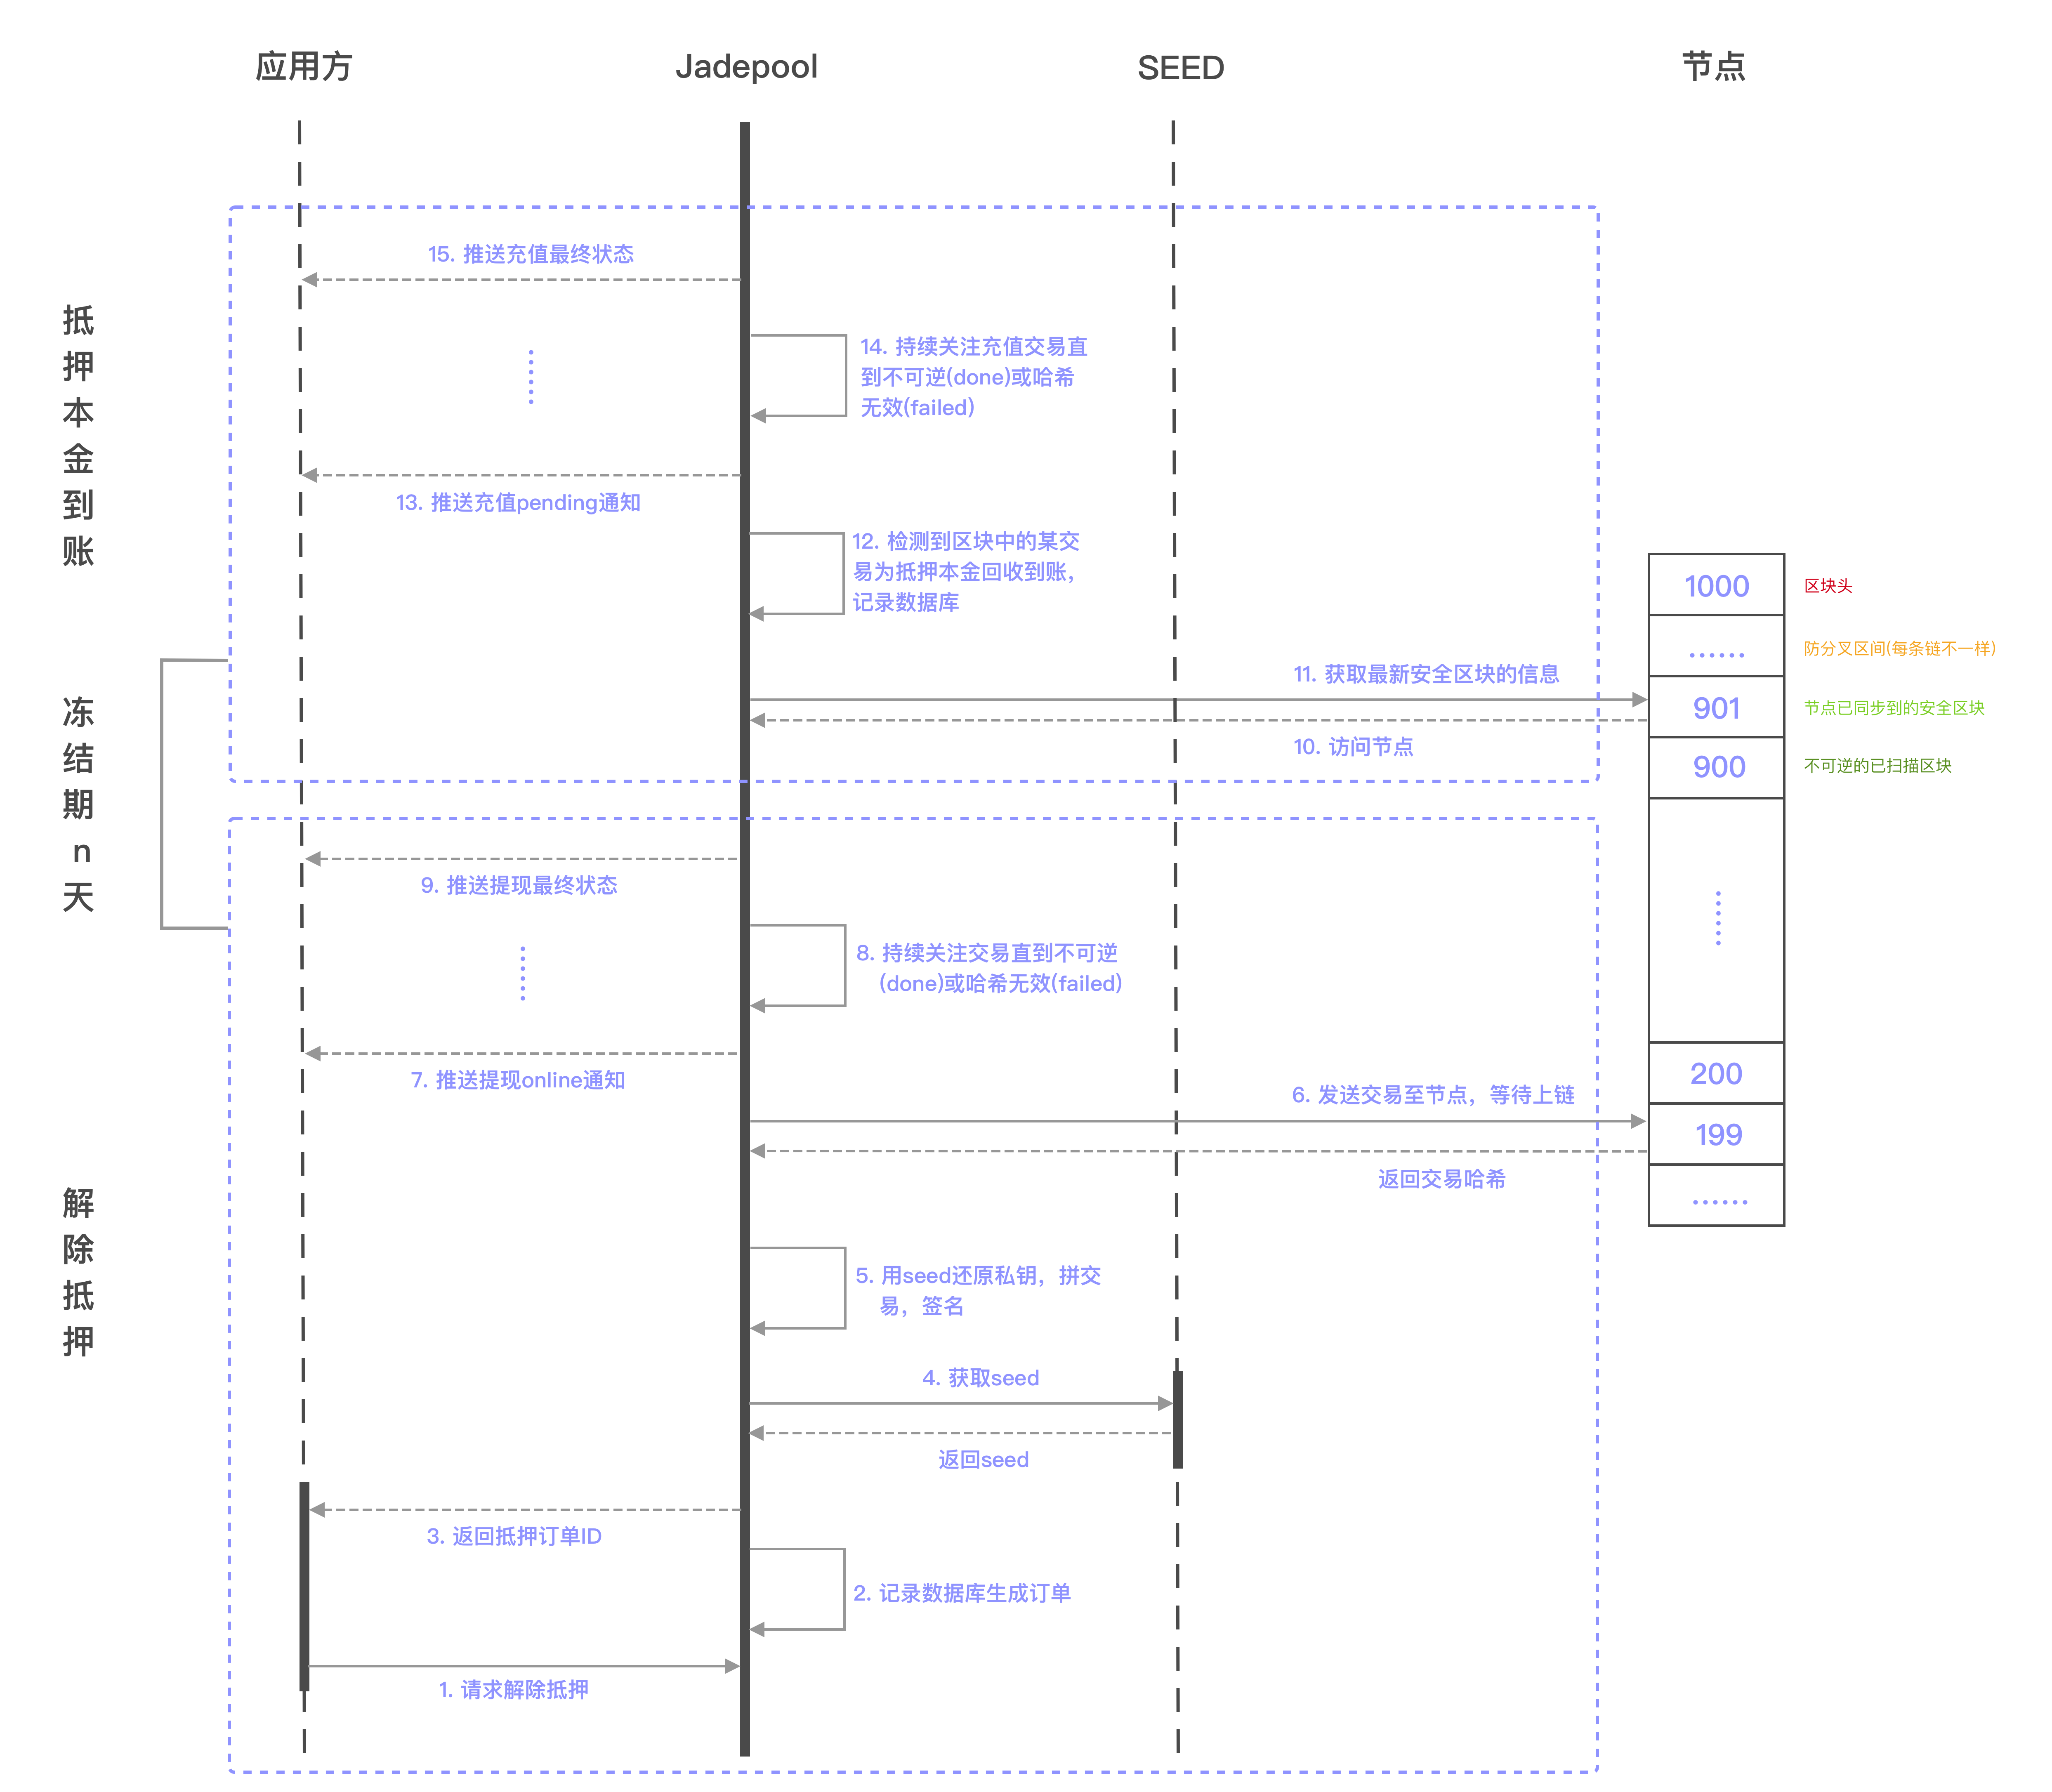 应用方
Jadepool
SEED
节点
15. 推送充值最终状态
14. 持续关注充值交易直
到不可逆(done)或哈希
无效(failed)
抵
押
本
金
到
账
13. 推送充值pending通知
12. 检测到区块中的某交
易为抵押本金回收到账，
记录数据库
1000
区块头
......
防分叉区间(每条链不一样)
11. 获取最新安全区块的信息
901
节点已同步到的安全区块
10. 访问节点
900
不可逆的已扫描区块
冻
结
期
n
天
9. 推送提现最终状态
......
8. 持续关注交易直到不可逆
(done)或哈希无效(failed)
......
......
7. 推送提现online通知
200
6. 发送交易至节点，等待上链
199
返回交易哈希
......
解
除
抵
押
5. 用seed还原私钥，拼交
易，签名
4. 获取seed
返回seed
3. 返回抵押订单ID
2. 记录数据库生成订单
1. 请求解除抵押